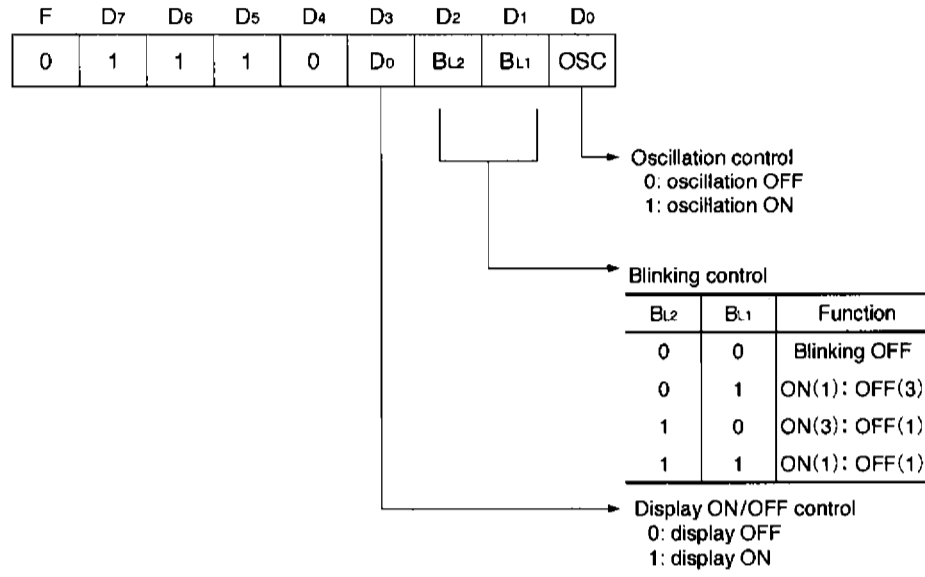 F D7 D6 D5 D4 D3 D2 D1 D0
0 1 1 1 0 D0 BL2 BL1 OSC
Oscillation control
0: oscillation OFF
1: oscillation ON
Blinking control
BL2 BL1 Function
0 0 Blinking OFF
0 1 ON(1): OFF(3)
1 0 ON(3): OFF(1)
1 1 ON(1): OFF(1)
Display ON/OFF control
0: display OFF
1: display ON